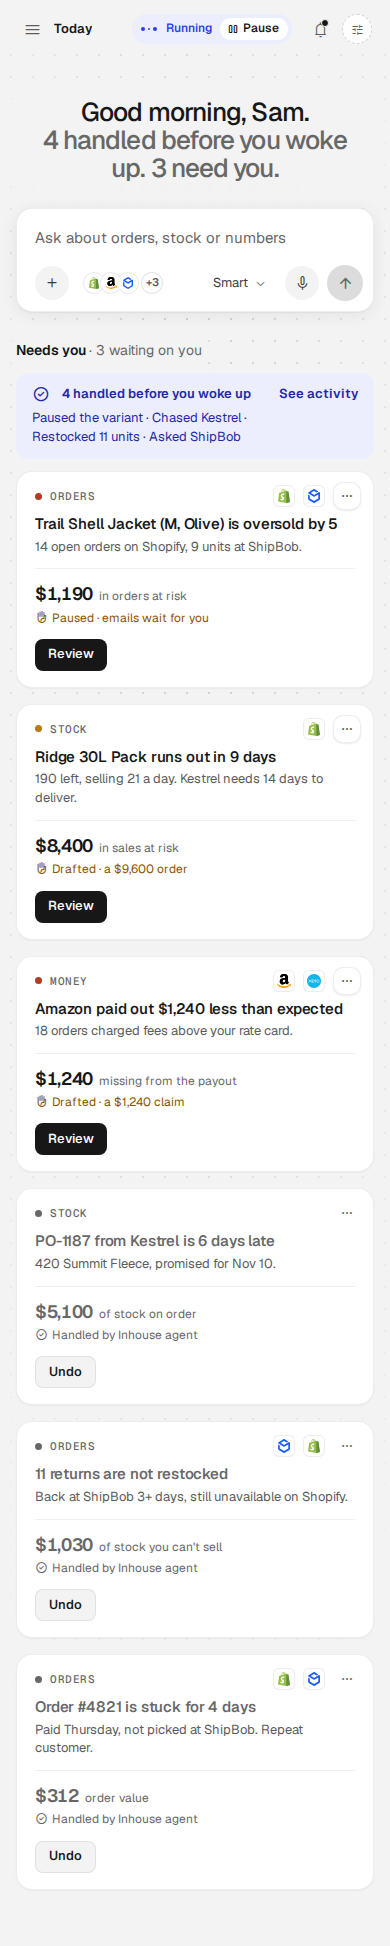 Today
Running
Pause
Good morning, Sam.
4 handled before you woke
up. 3 need you.
Ask about orders, stock or numbers
+3
Smart
Needs you · 3 waiting on you
4 handled before you woke up
See activity
Paused the variant · Chased Kestrel ·
Restocked 11 units · Asked ShipBob
ORDERS
Trail Shell Jacket (M, Olive) is oversold by 5
14 open orders on Shopify, 9 units at ShipBob.
$1,190 in orders at risk
Paused · emails wait for you
Review
STOCK
Ridge 30L Pack runs out in 9 days
190 left, selling 21 a day. Kestrel needs 14 days to
deliver.
$8,400 in sales at risk
Drafted · a $9,600 order
Review
MONEY
Amazon paid out $1,240 less than expected
18 orders charged fees above your rate card.
$1,240 missing from the payout
Drafted · a $1,240 claim
Review
STOCK
PO-1187 from Kestrel is 6 days late
420 Summit Fleece, promised for Nov 10.
$5,100 of stock on order
Handled by Inhouse agent
Undo
ORDERS
11 returns are not restocked
Back at ShipBob 3+ days, still unavailable on Shopify.
$1,030 of stock you can't sell
Handled by Inhouse agent
Undo
ORDERS
Order #4821 is stuck for 4 days
Paid Thursday, not picked at ShipBob. Repeat
customer.
$312 order value
Handled by Inhouse agent
Undo